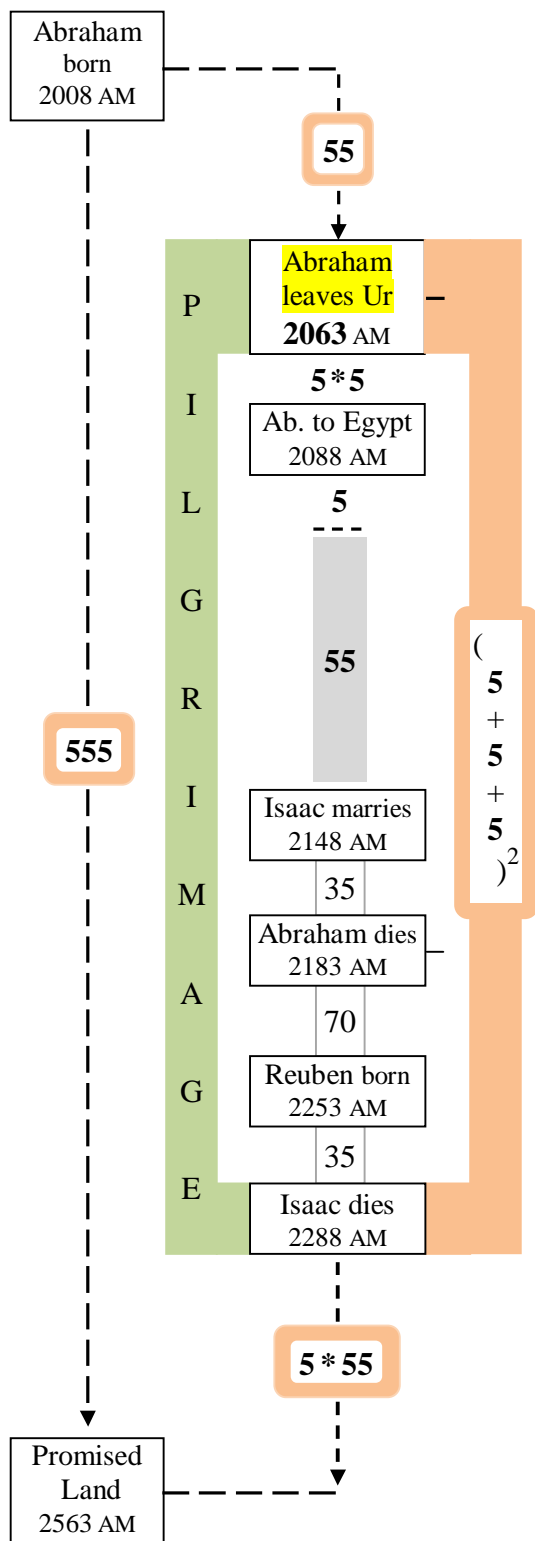 Abraham
born
2008 AM
55
Abraham
leaves Ur
2063 AM
5*5
Ab. to Egypt
2088 AM
5
55
Isaac marries
2148 AM
35
Abraham dies
2183 AM
70
Reuben born
2253 AM
35
Isaac dies
2288 AM
5 * 55
P
I
L
G
R
I
M
A
G
E
(
5
+
5
+
5
)2
555
Promised
Land
2563 AM